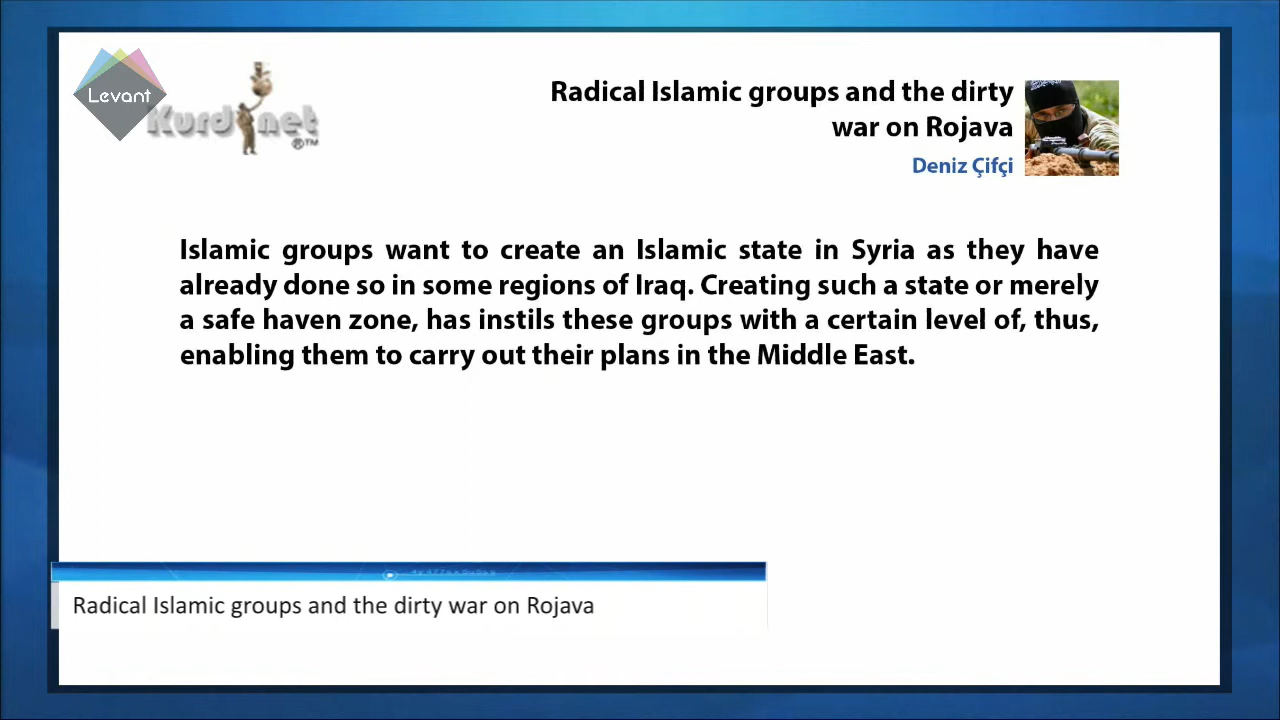 Levant
Kurd net
®™
Radical Islamic groups and the dirty
war on Rojava
Deniz Çifçi
Islamic groups want to create an Islamic state in Syria as they have
already done so in some regions of Iraq. Creating such a state or merely
a safe haven zone, has instils these groups with a certain level of, thus,
enabling them to carry out their plans in the Middle East.
Radical Islamic groups and the dirty war on Rojava